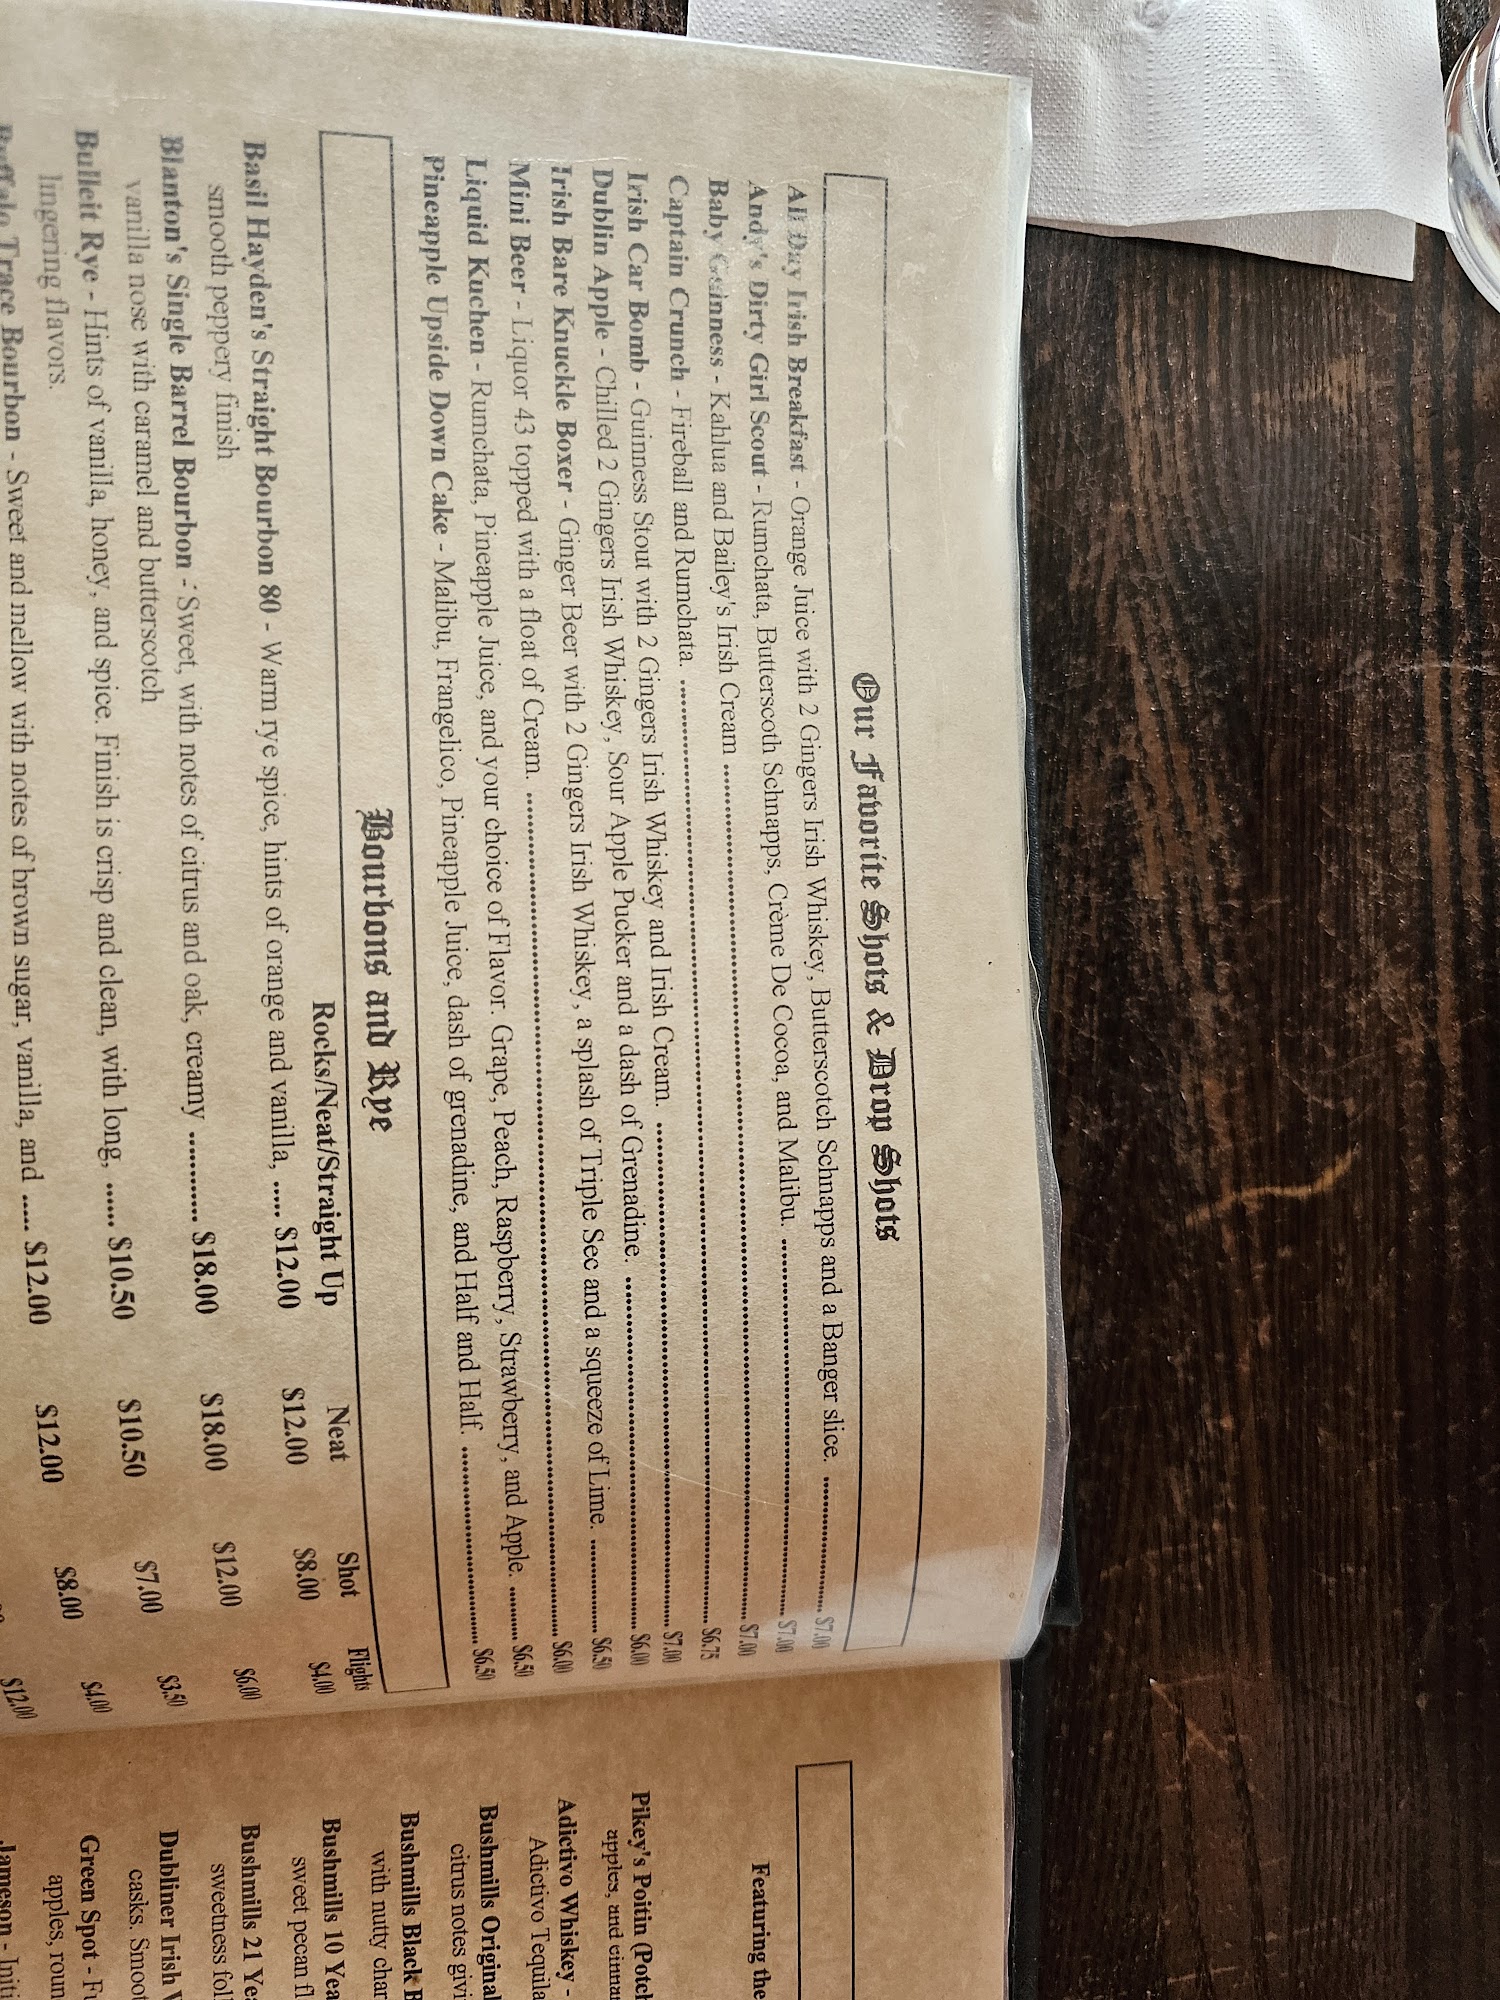 Our Favorite Shots & Drop Shots
All Day Irish Breakfast - Orange Juice with 2 Gingers Irish Whiskey, Butterscotch Schnapps and a Banger slice. ................ $7.00
Andy's Dirty Girl Scout - Rumchata, Butterscoth Schnapps, Crème De Cocoa, and Malibu. ................ $7.00
Baby Guinness - Kahlua and Bailey's Irish Cream ................ $7.00
Captain Crunch - Fireball and Rumchata. ................ $6.75
Irish Car Bomb - Guinness Stout with 2 Gingers Irish Whiskey and Irish Cream. ................ $7.00
Dublin Apple - Chilled 2 Gingers Irish Whiskey, Sour Apple Pucker and a dash of Grenadine. ................ $6.00
Irish Bare Knuckle Boxer - Ginger Beer with 2 Gingers Irish Whiskey, a splash of Triple Sec and a squeeze of Lime. ............ $6.50
Mini Beer - Liquor 43 topped with a float of Cream. ................ $6.00
Liquid Kuchen - Rumchata, Pineapple Juice, and your choice of Flavor. Grape, Peach, Raspberry, Strawberry, and Apple. ......... $6.50
Pineapple Upside Down Cake - Malibu, Frangelico, Pineapple Juice, dash of grenadine, and Half and Half. ................ $6.50
Bourbons and Rye
Rocks/Neat/Straight Up Neat Shot Flights
Basil Hayden's Straight Bourbon 80 - Warm rye spice, hints of orange and vanilla, ..... $12.00 $12.00 $8.00 $4.00
smooth peppery finish
Blanton's Single Barrel Bourbon - Sweet, with notes of citrus and oak, creamy ........... $18.00 $18.00 $12.00 $6.00
vanilla nose with caramel and butterscotch
Bulleit Rye - Hints of vanilla, honey, and spice. Finish is crisp and clean, with long, ...... $10.50 $10.50 $7.00 $3.50
lingering flavors.
Buffalo Trace Bourbon - Sweet and mellow with notes of brown sugar, vanilla, and ..... $12.00 $12.00 $8.00 $4.00
$12.00
Featuring the
Pikey's Poitin
apples, and
Adictivo Whiskey -
Adictivo Tequila
Bushmills Original
citrus notes
Bushmills Black
with nutty
Bushmills 10
sweet pecan
Bushmills 21
sweetness
Dubliner Irish
casks.
Green Spot -
apples,
Jameson -